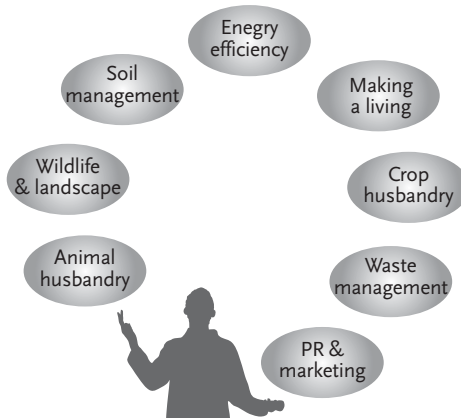 Enegry
efficiency
Soil
management
Making
a living
Wildlife
& landscape
Crop
husbandry
Animal
husbandry
Waste
management
PR &
marketing